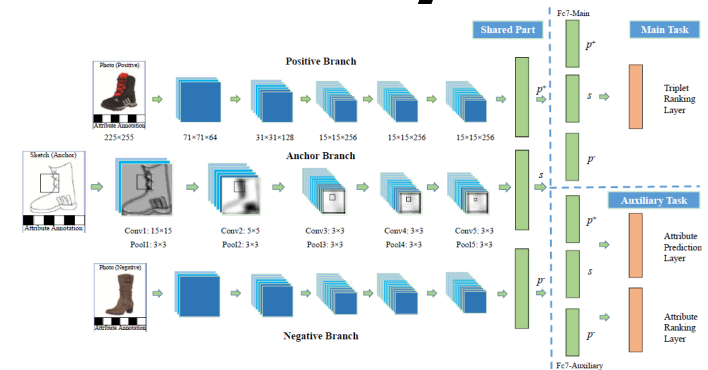 Fc7-Main
Shared Part
Main Task
Positive Branch
Photo (Positive)
p⁺
p⁺
s
Triplet
Ranking
Layer
Attribute Annotation
225×255
71×71×64
31×31×128
15×15×256
15×15×256
15×15×256
p⁻
Anchor Branch
Sketch (Anchor)
s
Auxiliary Task
Attribute Annotation
Conv1: 15×15
Conv2: 5×5
Conv3: 3×3
Conv4: 3×3
Conv5: 3×3
Pool1: 3×3
Pool2: 3×3
Pool3: 3×3
Pool4: 3×3
Pool5: 3×3
p⁺
Attribute
Prediction
Layer
Photo (Negative)
s
p⁻
Attribute Annotation
p⁻
Attribute
Ranking
Layer
Negative Branch
Fc7-Auxiliary